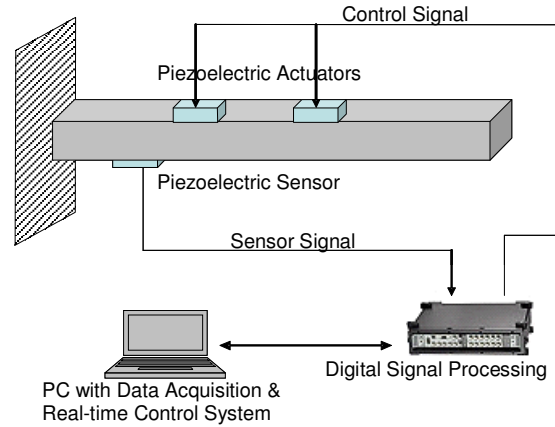 Control Signal
Piezoelectric Actuators
Piezoelectric Sensor
Sensor Signal
Digital Signal Processing
PC with Data Acquisition &
Real-time Control System